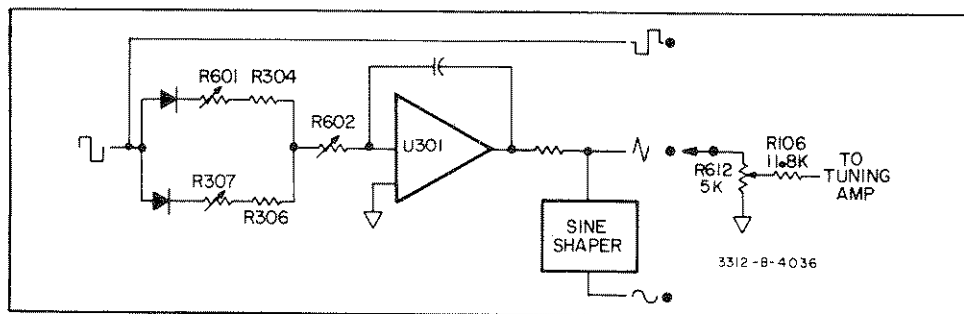 R601 R304
R602
U301
R307
R306
R612
5K
R106
11.8K
TO
TUNING
AMP
SINE
SHAPER
3312-B-4036